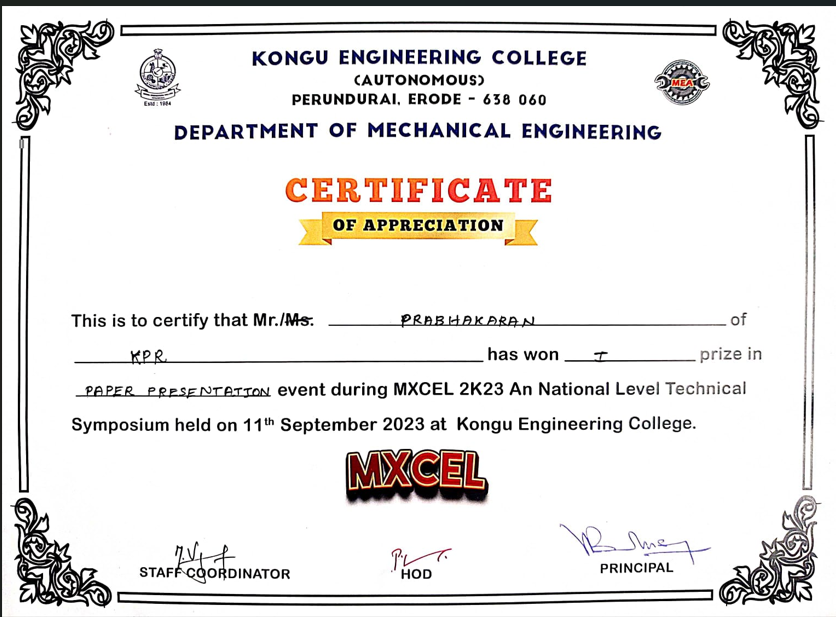 KONGU ENGINEERING COLLEGE
(AUTONOMOUS)
PERUNDURAI, ERODE - 638 060
Estd : 1984
MEA
DEPARTMENT OF MECHANICAL ENGINEERING
CERTIFICATE
OF APPRECIATION
This is to certify that Mr./Ms. PRABHAKARAN of
KPR has won I prize in
PAPER PRESENTATION event during MXCEL 2K23 An National Level Technical
Symposium held on 11th September 2023 at Kongu Engineering College.
MXCEL
STAFF COORDINATOR
HOD
PRINCIPAL